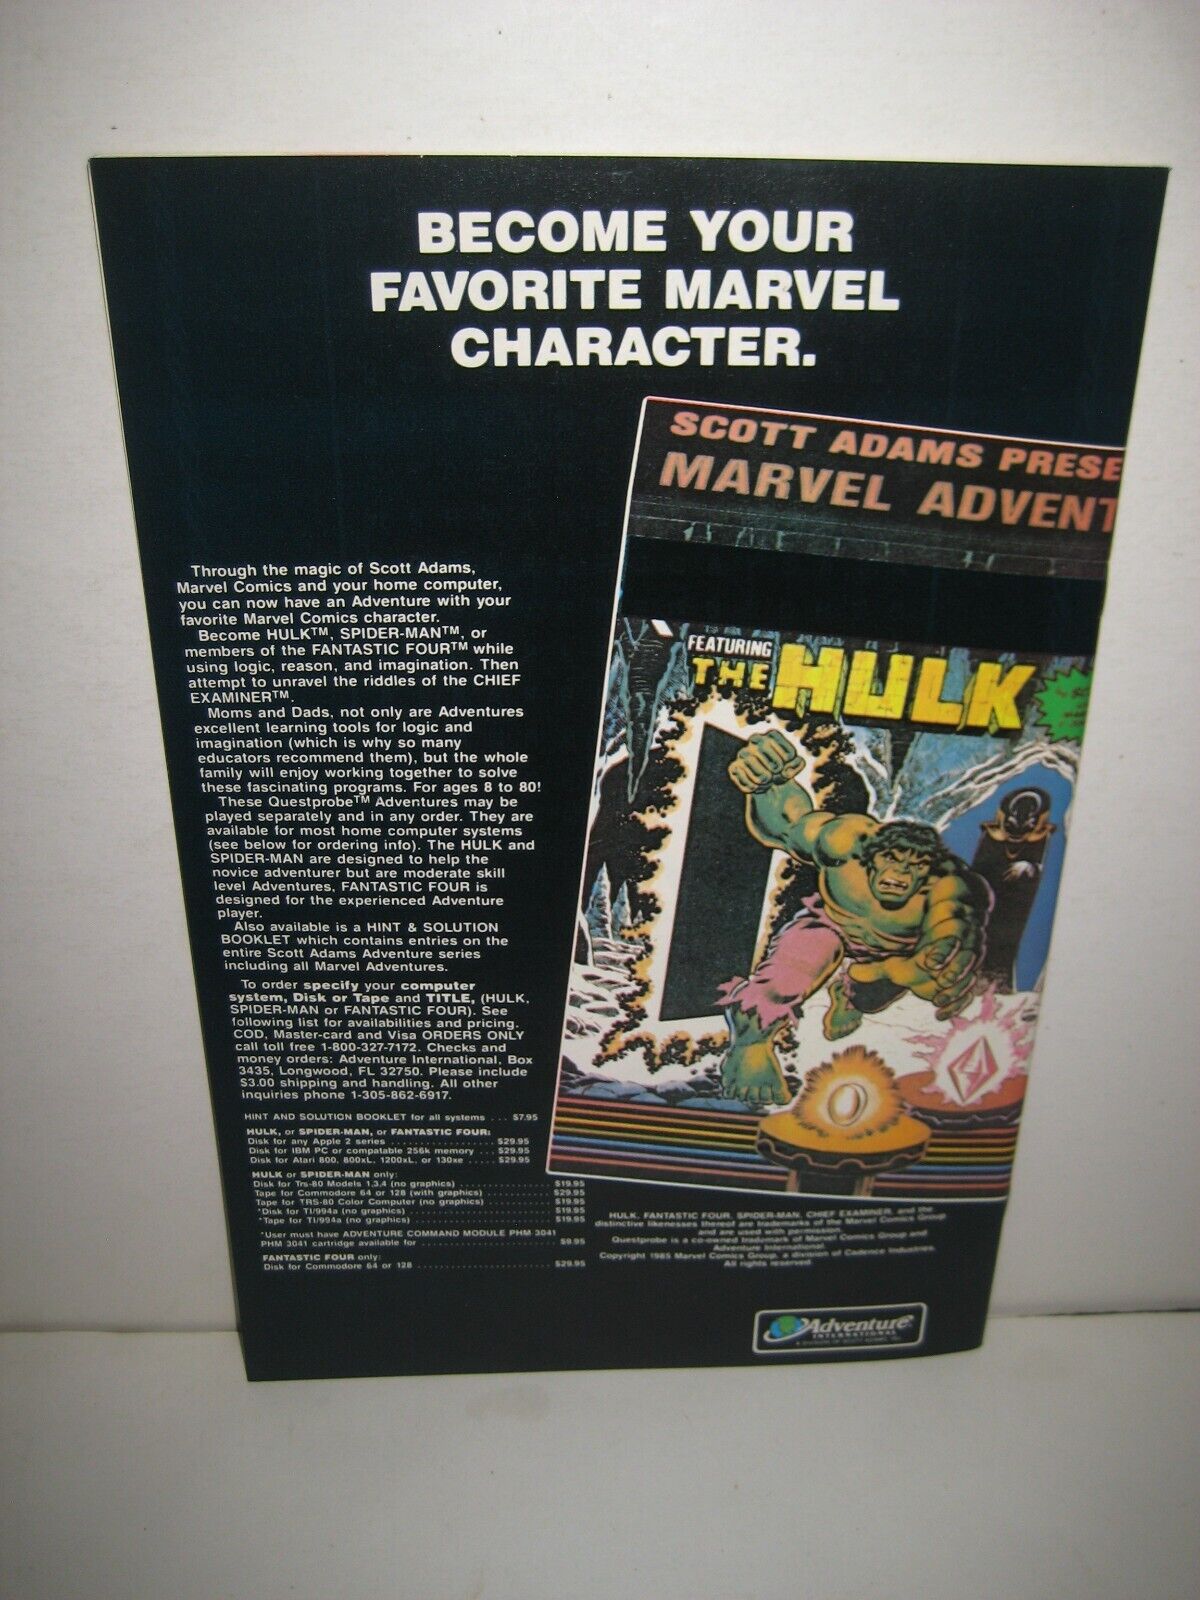 BECOME YOUR
FAVORITE MARVEL
CHARACTER.
SCOTT ADAMS PRESE
MARVEL ADVENT
FEATURING
THE HULK
Through the magic of Scott Adams,
Marvel Comics and your home computer,
you can now have an Adventure with your
favorite Marvel Comics character.
Become HULK™, SPIDER-MAN™, or
members of the FANTASTIC FOUR™ while
using logic, reason, and imagination. Then
attempt to unravel the riddles of the CHIEF
EXAMINER™.
Moms and Dads, not only are Adventures
excellent learning tools for logic and
imagination (which is why so many
educators recommend them), but the whole
family will enjoy working together to solve
these fascinating programs. For ages 8 to 80!
These Questprobe™ Adventures may be
played separately and in any order. They are
available for most home computer systems
(see below for ordering info). The HULK and
SPIDER-MAN are designed to help the
novice adventurer but are moderate skill
level Adventures, FANTASTIC FOUR is
designed for the experienced Adventure
player.
Also available is a HINT & SOLUTION
BOOKLET which contains entries on the
entire Scott Adams Adventure series
including all Marvel Adventures.
To order specify your computer
system, Disk or Tape and TITLE, (HULK,
SPIDER-MAN or FANTASTIC FOUR). See
following list for availabilities and pricing.
COD, Master-card and Visa ORDERS ONLY
call toll free 1-800-327-7172. Checks and
money orders: Adventure International, Box
3435, Longwood, FL 32750. Please include
$3.00 shipping and handling. All other
inquiries phone 1-305-862-6917.
HINT AND SOLUTION BOOKLET for all systems ... $7.95
HULK, or SPIDER-MAN, or FANTASTIC FOUR:
Disk for any Apple 2 series .................. $29.95
Disk for IBM PC or compatable 256k memory ... $29.95
Disk for Atari 800, 800xL, 1200xL, or 130xe ..... $29.95
HULK or SPIDER-MAN only:
Disk for Trs-80 Models 1,3,4 (no graphics) ................. $19.95
Tape for Commodore 64 or 128 (with graphics) ........... $29.95
Tape for TRS-80 Color Computer (no graphics) ........... $19.95
*Disk for TI/994a (no graphics) ......................... $19.95
*Tape for TI/994a (no graphics) ......................... $19.95
*User must have ADVENTURE COMMAND MODULE PHM 3041
PHM 3041 cartridge available for ....................... $9.95
FANTASTIC FOUR only:
Disk for Commodore 64 or 128 ....................... $29.95
HULK, FANTASTIC FOUR, SPIDER-MAN, CHIEF EXAMINER, and the
distinctive likenesses thereof are trademarks of the Marvel Comics Group
and are used with permission.
Questprobe is a co-owned trademark of Marvel Comics Group and
Adventure International.
Copyright 1985 Marvel Comics Group, a division of Cadence Industries.
All rights reserved.
Adventure
INTERNATIONAL
A DIVISION OF SCOTT ADAMS, INC.